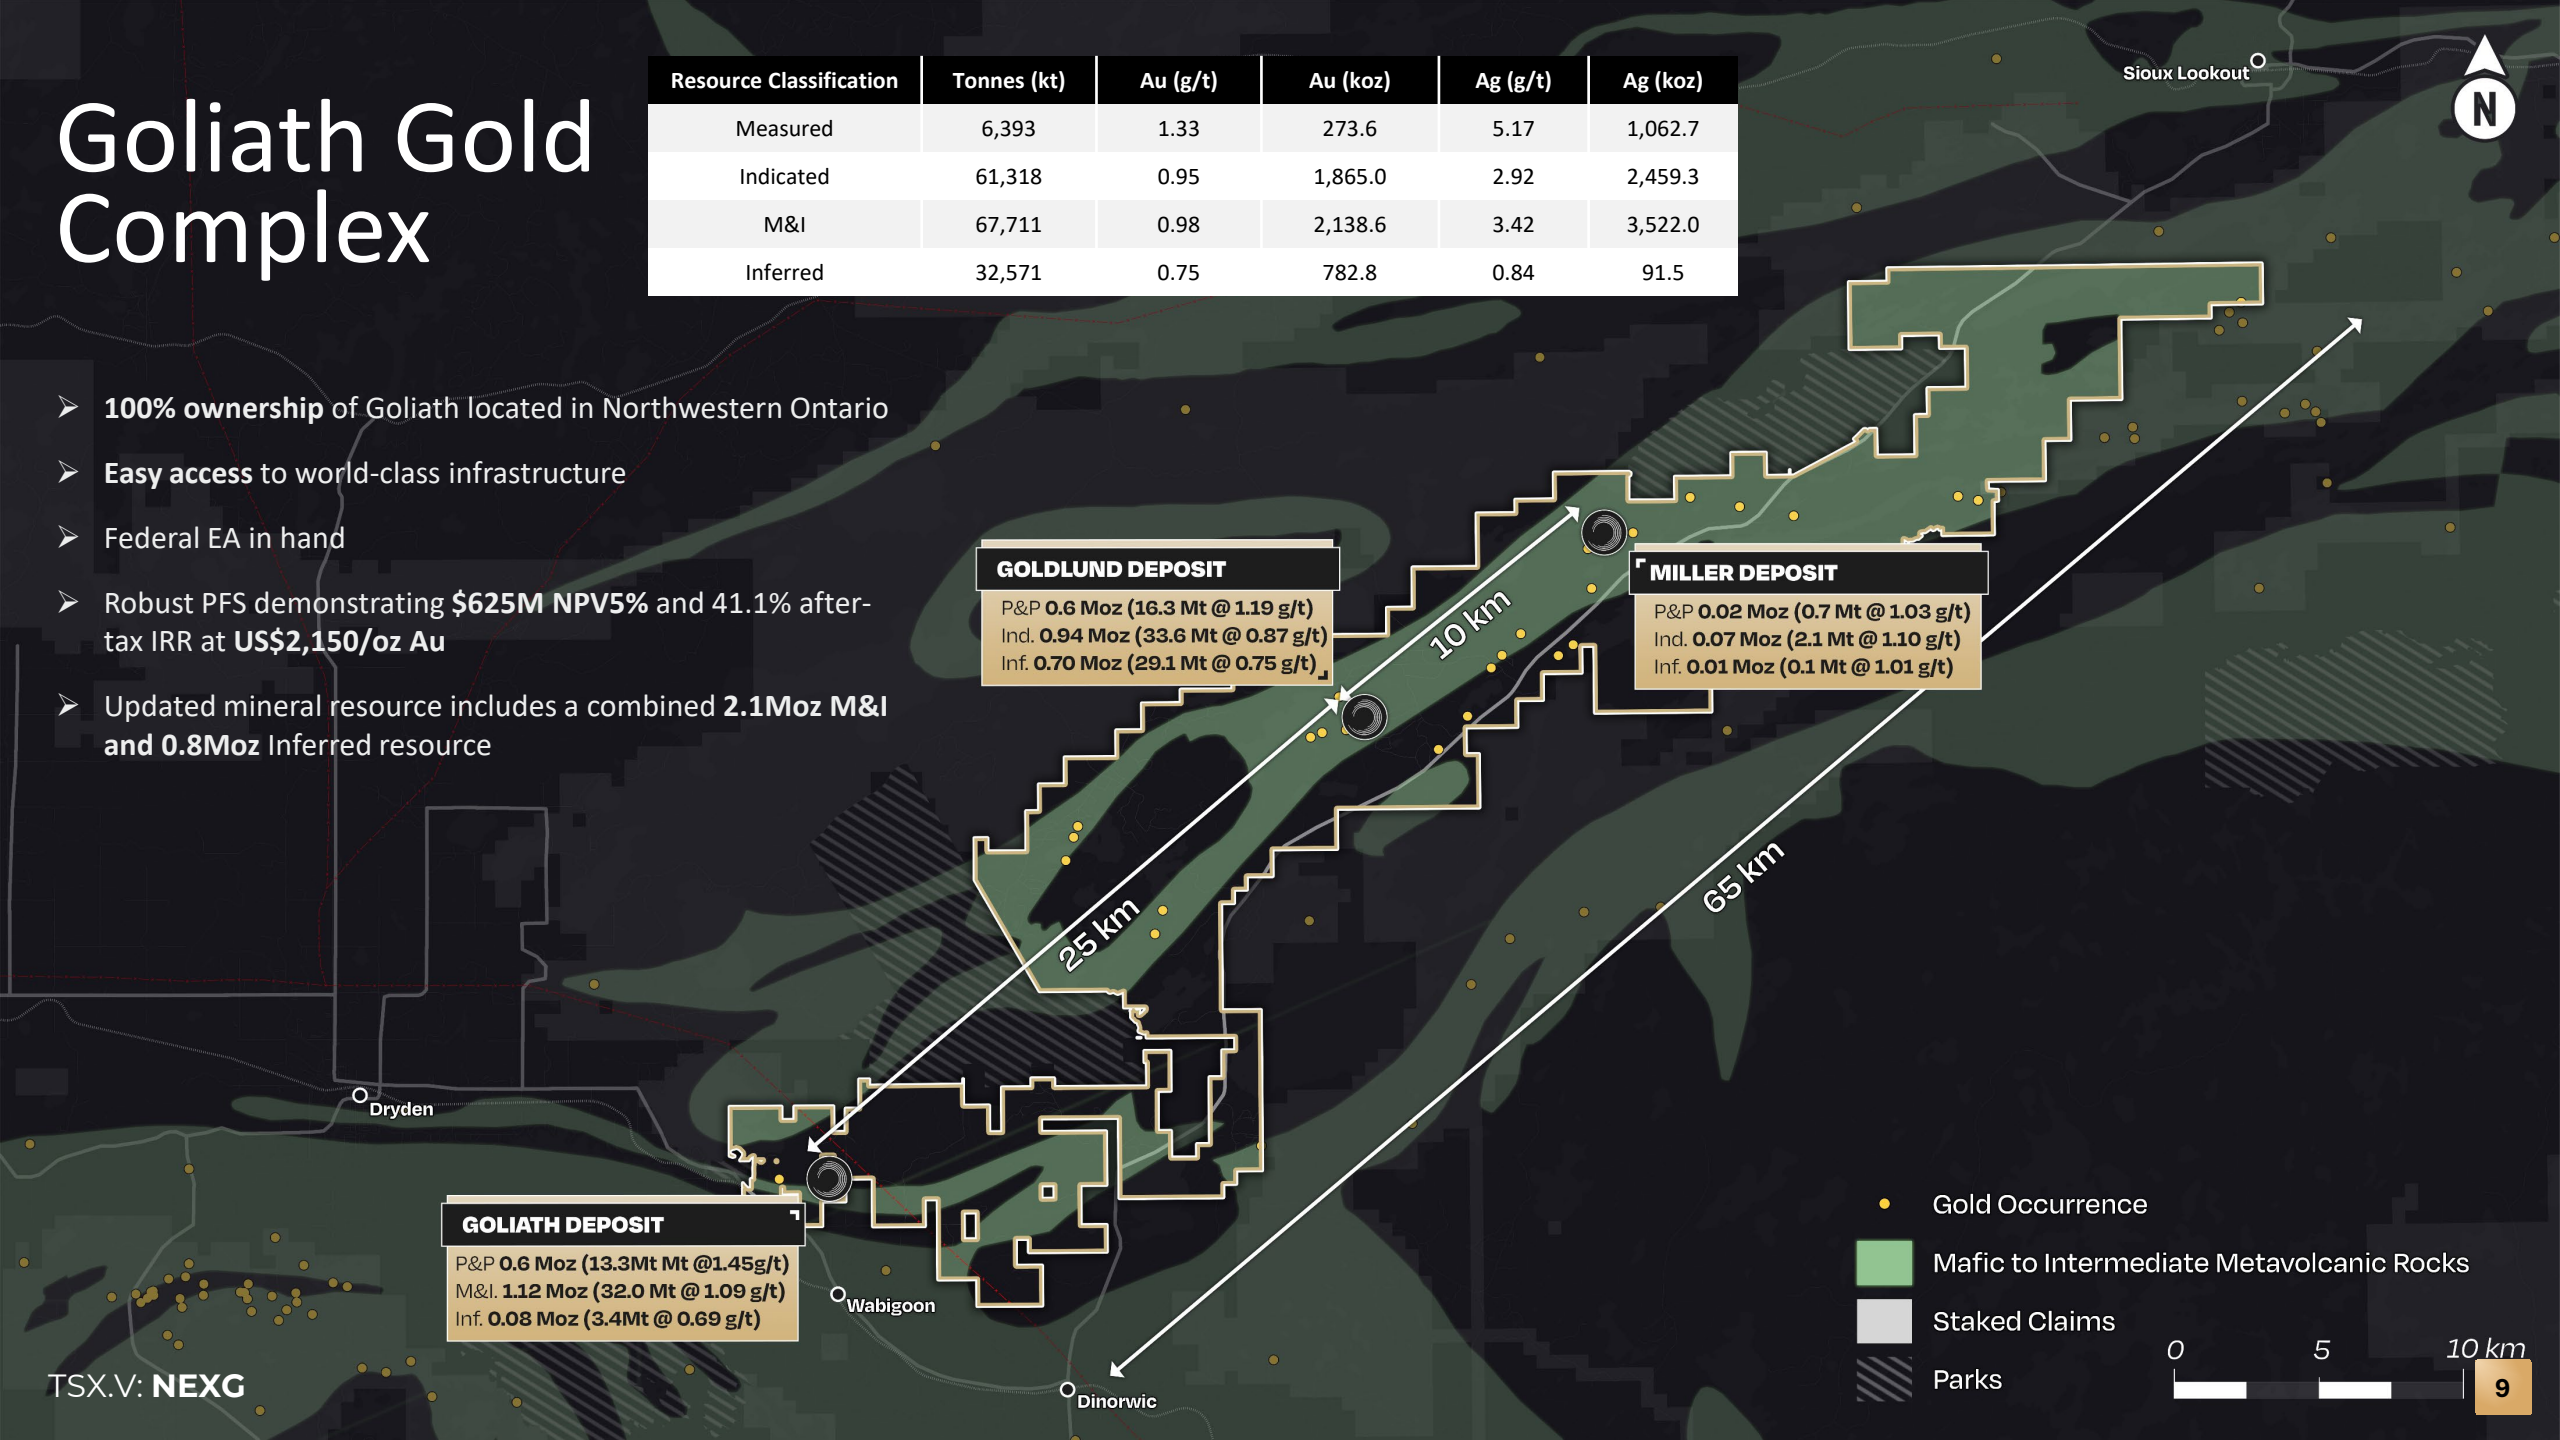 Goliath Gold
Complex
Resource Classification Tonnes (kt) Au (g/t) Au (koz) Ag (g/t) Ag (koz)
Measured 6,393 1.33 273.6 5.17 1,062.7
Indicated 61,318 0.95 1,865.0 2.92 2,459.3
M&I 67,711 0.98 2,138.6 3.42 3,522.0
Inferred 32,571 0.75 782.8 0.84 91.5
Sioux Lookout
N
➢ 100% ownership of Goliath located in Northwestern Ontario
➢ Easy access to world-class infrastructure
➢ Federal EA in hand
➢ Robust PFS demonstrating $625M NPV5% and 41.1% after-
tax IRR at US$2,150/oz Au
➢ Updated mineral resource includes a combined 2.1Moz M&I
and 0.8Moz Inferred resource
GOLDLUND DEPOSIT
P&P 0.6 Moz (16.3 Mt @ 1.19 g/t)
Ind. 0.94 Moz (33.6 Mt @ 0.87 g/t)
Inf. 0.70 Moz (29.1 Mt @ 0.75 g/t)
10 km
MILLER DEPOSIT
P&P 0.02 Moz (0.7 Mt @ 1.03 g/t)
Ind. 0.07 Moz (2.1 Mt @ 1.10 g/t)
Inf. 0.01 Moz (0.1 Mt @ 1.01 g/t)
25 km
65 km
Dryden
GOLIATH DEPOSIT
P&P 0.6 Moz (13.3Mt Mt @1.45g/t)
M&I. 1.12 Moz (32.0 Mt @ 1.09 g/t)
Inf. 0.08 Moz (3.4Mt @ 0.69 g/t)
Wabigoon
Dinorwic
Gold Occurrence
Mafic to Intermediate Metavolcanic Rocks
Staked Claims
Parks
0 5 10 km
TSX.V: NEXG
9